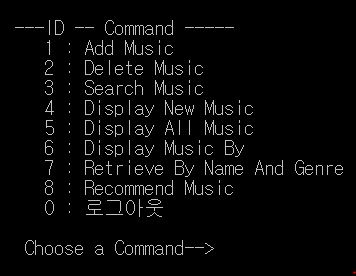 ---ID -- Command -----
1 : Add Music
2 : Delete Music
3 : Search Music
4 : Display New Music
5 : Display All Music
6 : Display Music By
7 : Retrieve By Name And Genre
8 : Recommend Music
0 : 로그아웃
Choose a Command-->